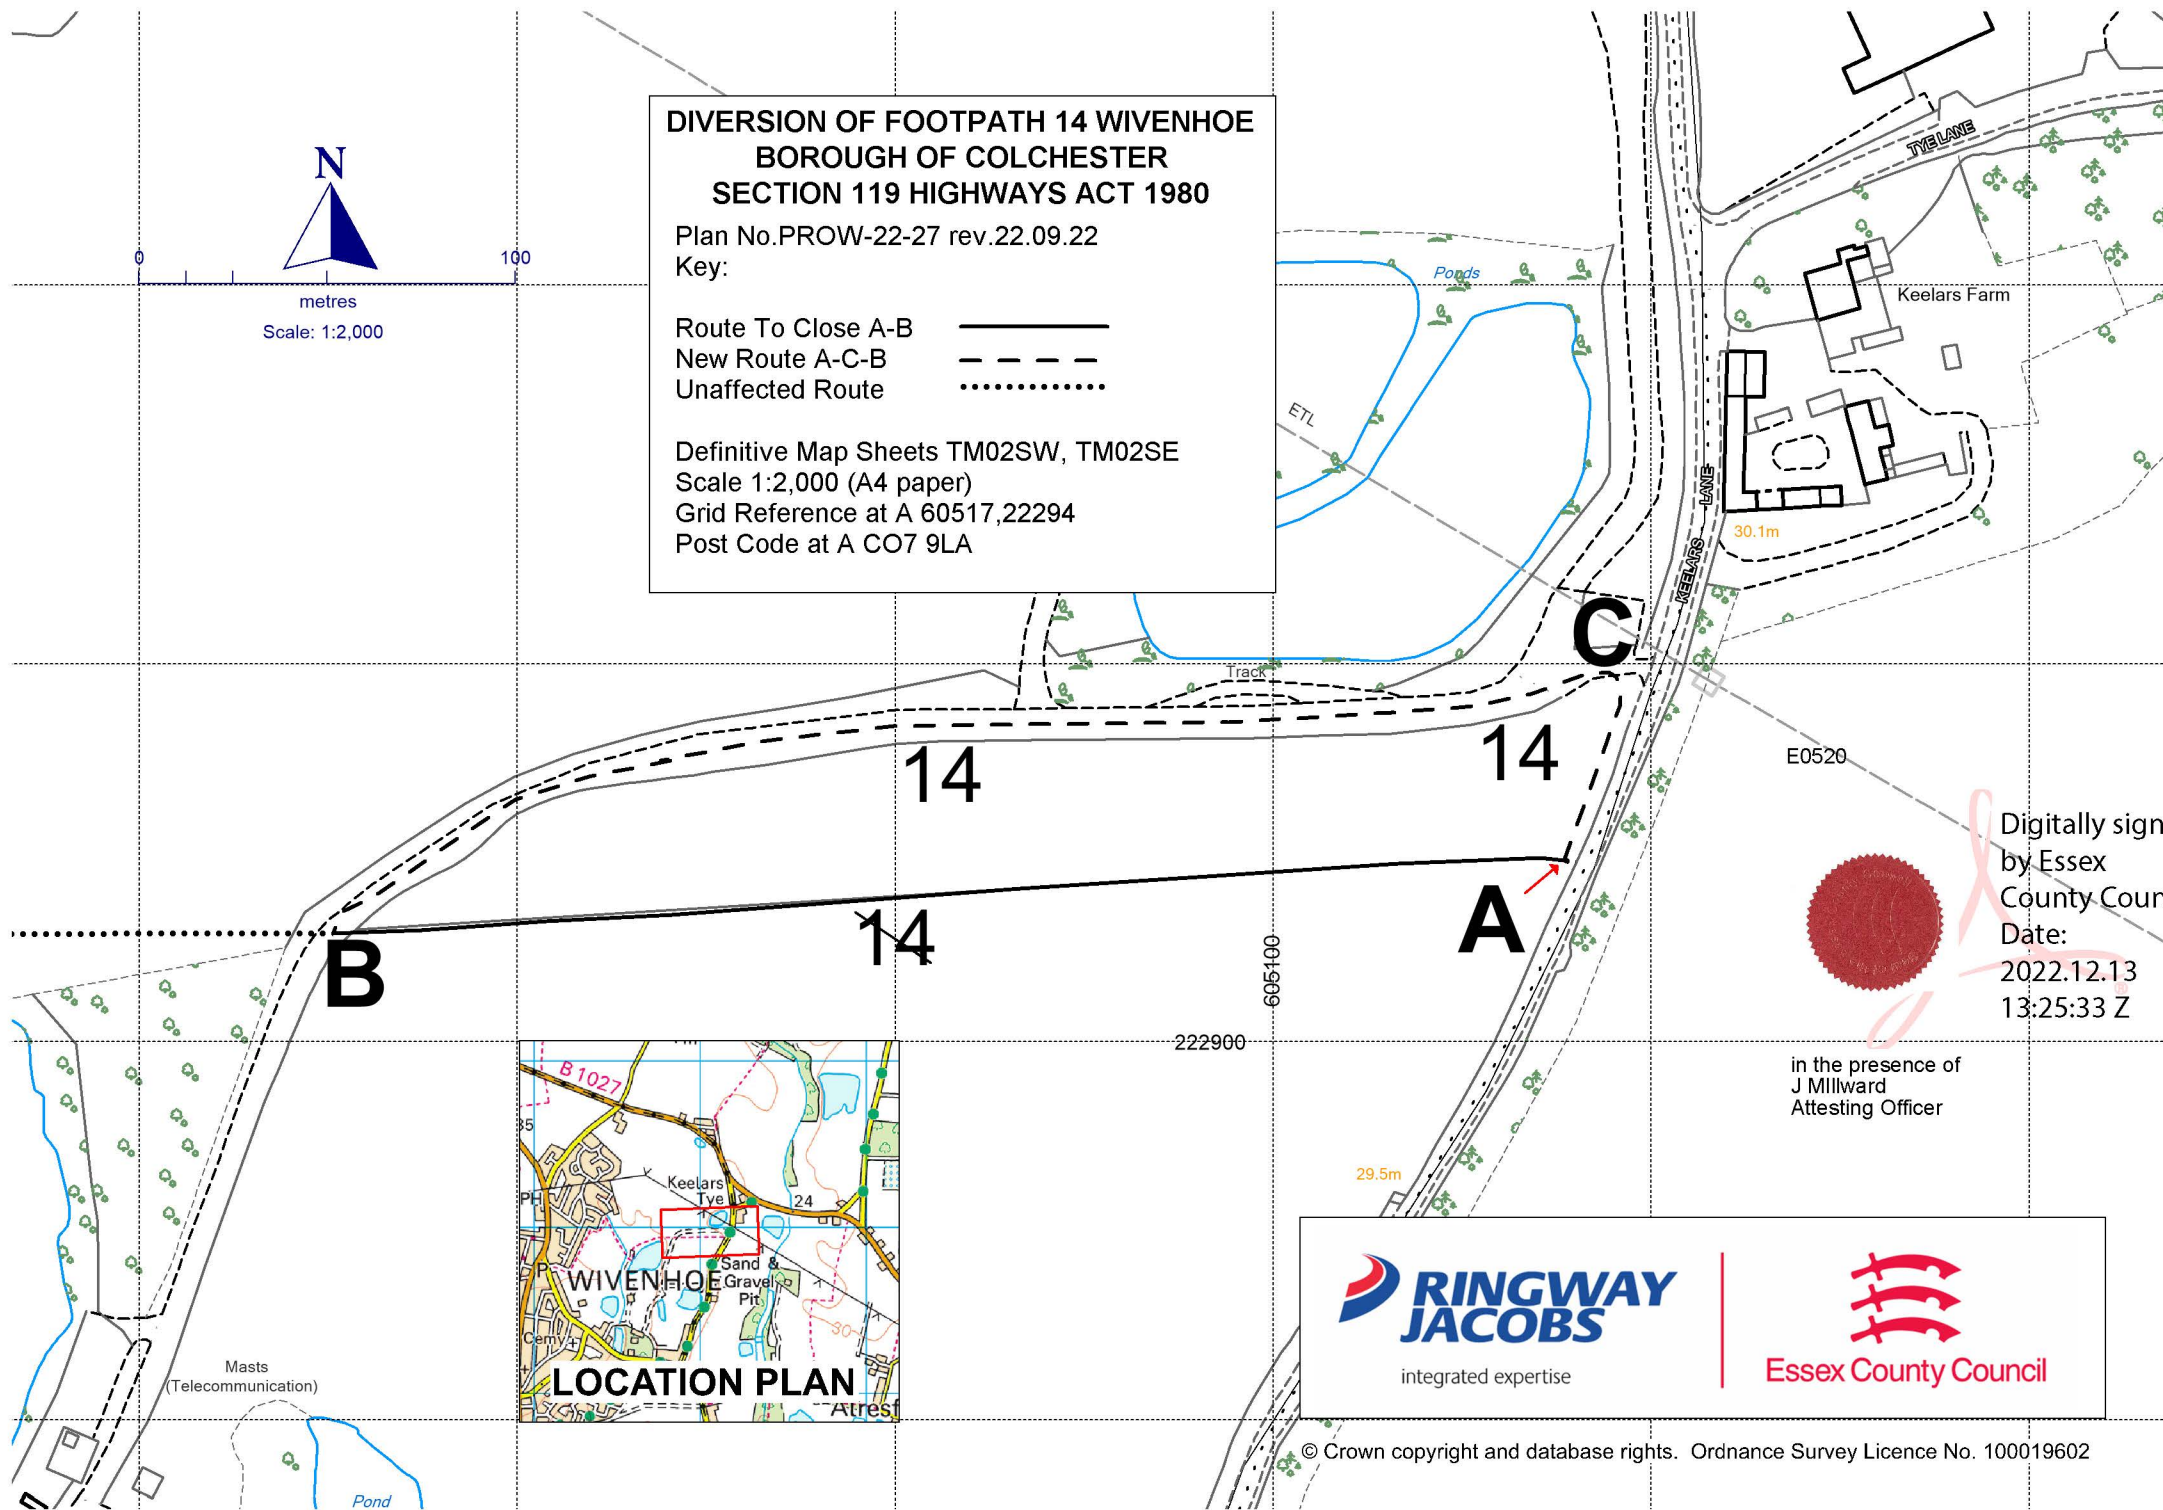 DIVERSION OF FOOTPATH 14 WIVENHOE
BOROUGH OF COLCHESTER
SECTION 119 HIGHWAYS ACT 1980
Plan No.PROW-22-27 rev.22.09.22
Key:
Route To Close A-B
New Route A-C-B
Unaffected Route
Definitive Map Sheets TM02SW, TM02SE
Scale 1:2,000 (A4 paper)
Grid Reference at A 60517,22294
Post Code at A CO7 9LA
N
0 100
metres
Scale: 1:2,000
TYE LANE
Ponds
Keelars Farm
ETL
KEELARS LANE
30.1m
C
Track
14
14
E0520
A
14
B
605100
222900
29.5m
Digitally sign
by Essex
County Coun
Date:
2022.12.13
13:25:33 Z
in the presence of
J MIllward
Attesting Officer
B 1027
35
Keelars
Tye
24
PH
P
WIVENHOE
Sand &
Gravel
Pit
30
Cemy
LOCATION PLAN
Atresf
Masts
(Telecommunication)
Pond
RINGWAY
JACOBS
integrated expertise
Essex County Council
© Crown copyright and database rights. Ordnance Survey Licence No. 100019602